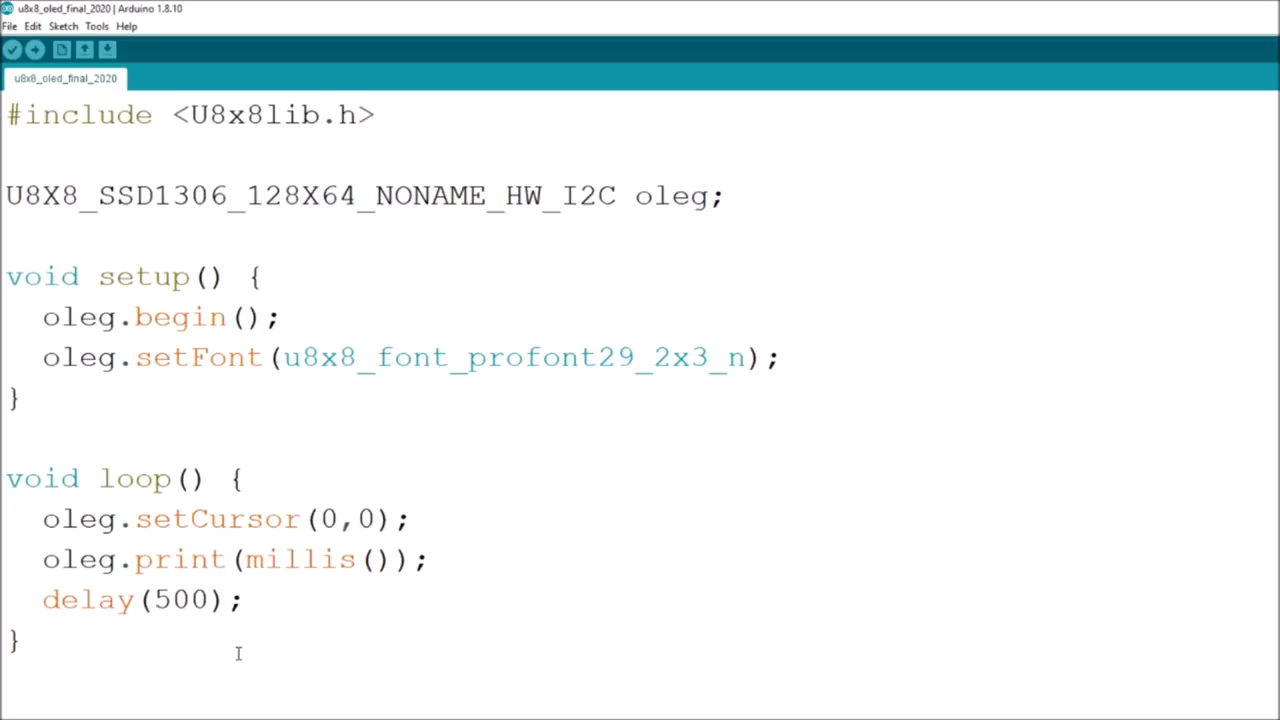 u8x8_oled_final_2020 | Arduino 1.8.10
File Edit Sketch Tools Help
u8x8_oled_final_2020
#include <U8x8lib.h>
U8X8_SSD1306_128X64_NONAME_HW_I2C oleg;
void setup() {
oleg.begin();
oleg.setFont(u8x8_font_profont29_2x3_n);
}
void loop() {
oleg.setCursor(0,0);
oleg.print(millis());
delay(500);
}